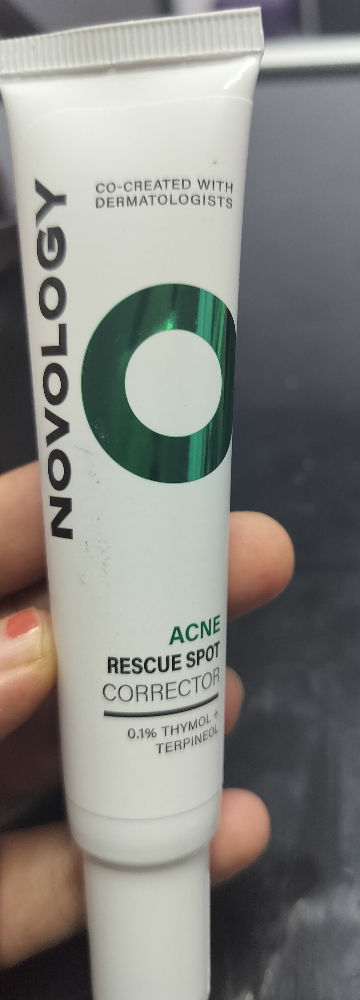 NOVOLOGY
CO-CREATED WITH
DERMATOLOGISTS
ACNE
RESCUE SPOT
CORRECTOR
0.1% THYMOL +
TERPINEOL